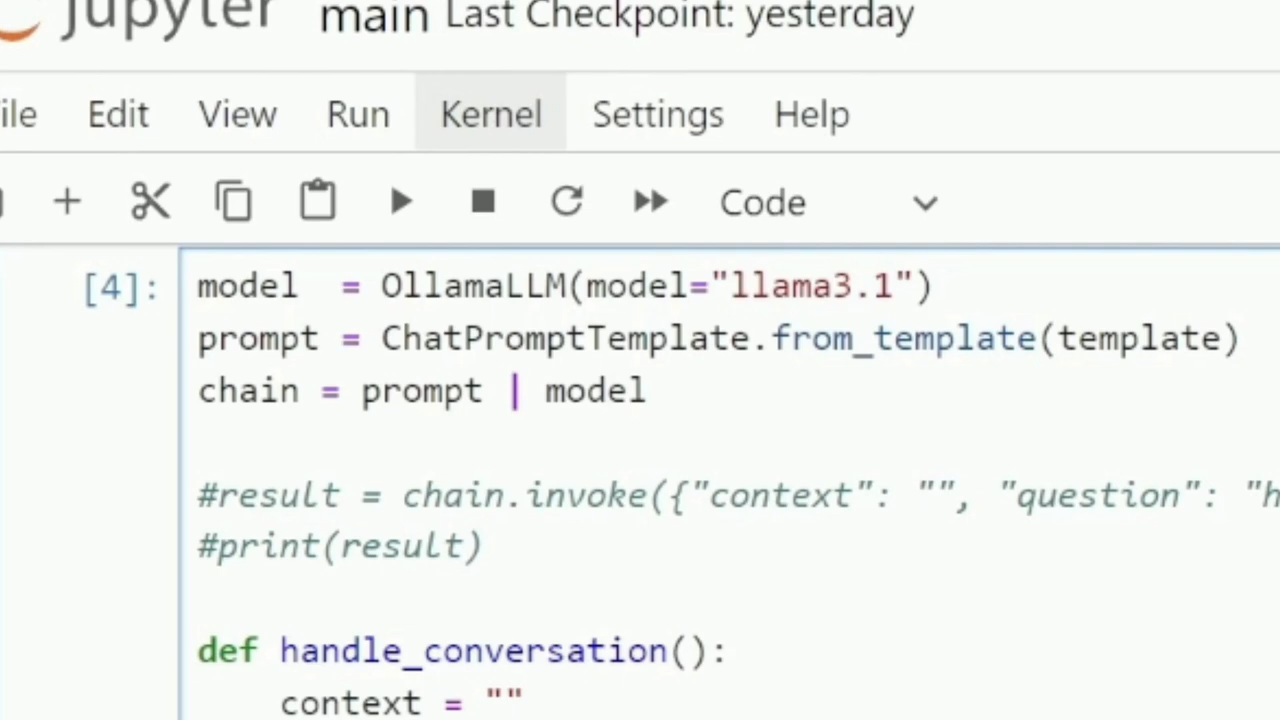 jupyter main Last Checkpoint: yesterday
ile Edit View Run Kernel Settings Help
Code
[4]: model  = OllamaLLM(model="llama3.1")
prompt = ChatPromptTemplate.from_template(template)
chain = prompt | model
#result = chain.invoke({"context": "", "question": "h
#print(result)
def handle_conversation():
    context = ""